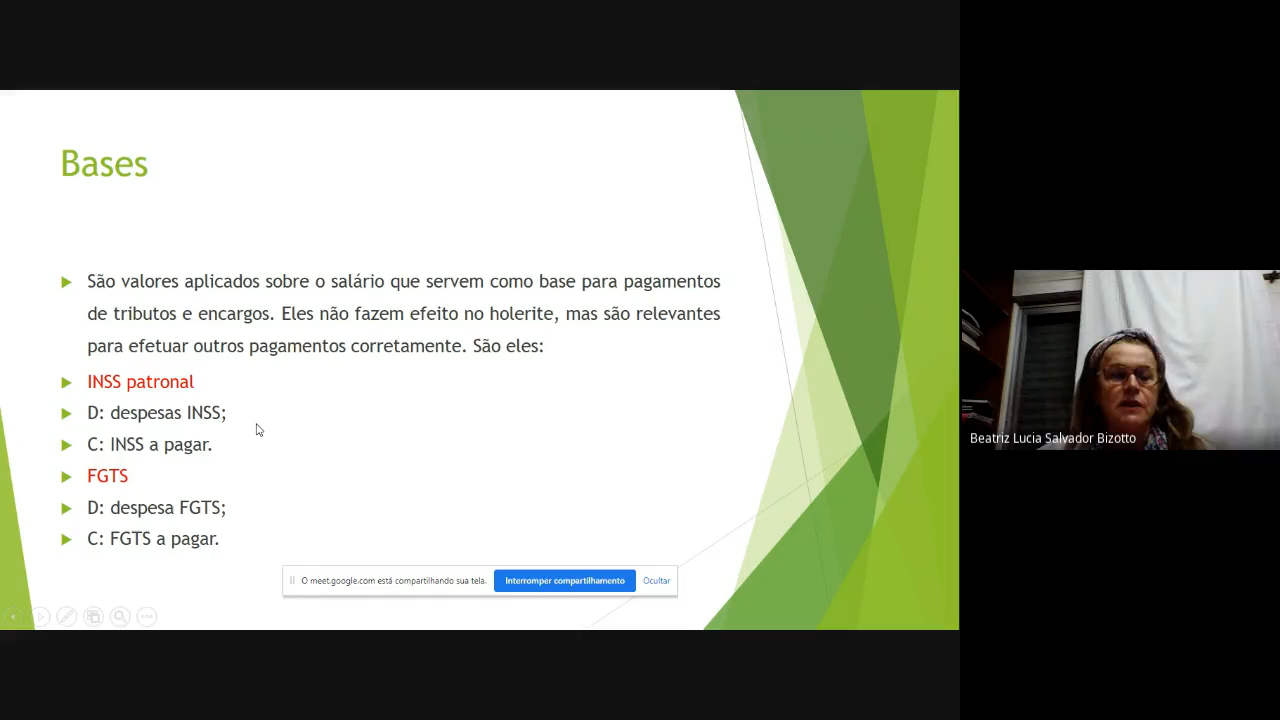 Bases
São valores aplicados sobre o salário que servem como base para pagamentos
de tributos e encargos. Eles não fazem efeito no holerite, mas são relevantes
para efetuar outros pagamentos corretamente. São eles:
INSS patronal
D: despesas INSS;
C: INSS a pagar.
FGTS
D: despesa FGTS;
C: FGTS a pagar.
O meet.google.com está compartilhando sua tela.
Interromper compartilhamento
Ocultar
Beatriz Lucia Salvador Bizotto